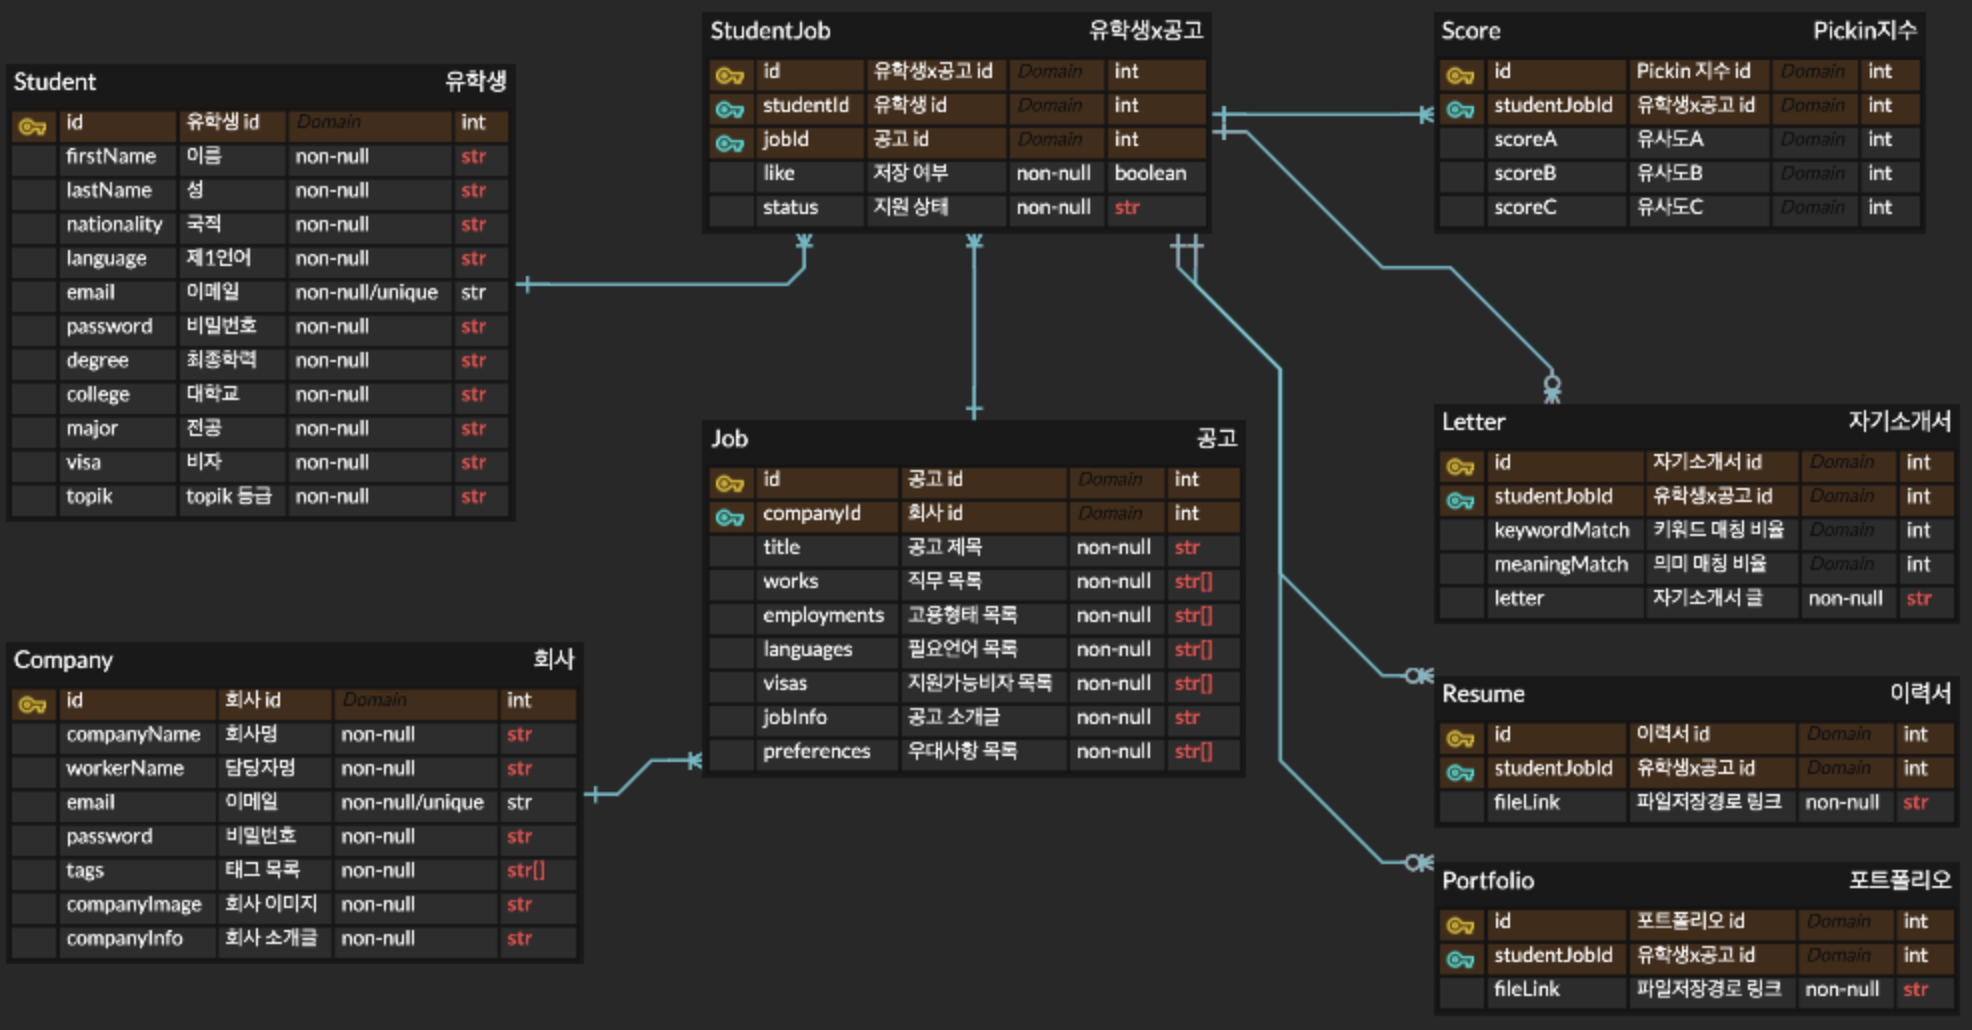 Student 유학생
id 유학생 id Domain int
firstName 이름 non-null str
lastName 성 non-null str
nationality 국적 non-null str
language 제1언어 non-null str
email 이메일 non-null/unique str
password 비밀번호 non-null str
degree 최종학력 non-null str
college 대학교 non-null str
major 전공 non-null str
visa 비자 non-null str
topik topik 등급 non-null str
Company 회사
id 회사 id Domain int
companyName 회사명 non-null str
workerName 담당자명 non-null str
email 이메일 non-null/unique str
password 비밀번호 non-null str
tags 태그 목록 non-null str[]
companyImage 회사 이미지 non-null str
companyInfo 회사 소개글 non-null str
StudentJob 유학생x공고
id 유학생x공고 id Domain int
studentId 유학생 id Domain int
jobId 공고 id Domain int
like 저장 여부 non-null boolean
status 지원 상태 non-null str
Job 공고
id 공고 id Domain int
companyId 회사 id Domain int
title 공고 제목 non-null str
works 직무 목록 non-null str[]
employments 고용형태 목록 non-null str[]
languages 필요언어 목록 non-null str[]
visas 지원가능비자 목록 non-null str[]
jobInfo 공고 소개글 non-null str
preferences 우대사항 목록 non-null str[]
Score Pickin지수
id Pickin 지수 id Domain int
studentJobId 유학생x공고 id Domain int
scoreA 유사도A Domain int
scoreB 유사도B Domain int
scoreC 유사도C Domain int
Letter 자기소개서
id 자기소개서 id Domain int
studentJobId 유학생x공고 id Domain int
keywordMatch 키워드 매칭 비율 Domain int
meaningMatch 의미 매칭 비율 Domain int
letter 자기소개서 글 non-null str
Resume 이력서
id 이력서 id Domain int
studentJobId 유학생x공고 id Domain int
fileLink 파일저장경로 링크 non-null str
Portfolio 포트폴리오
id 포트폴리오 id Domain int
studentJobId 유학생x공고 id Domain int
fileLink 파일저장경로 링크 non-null str